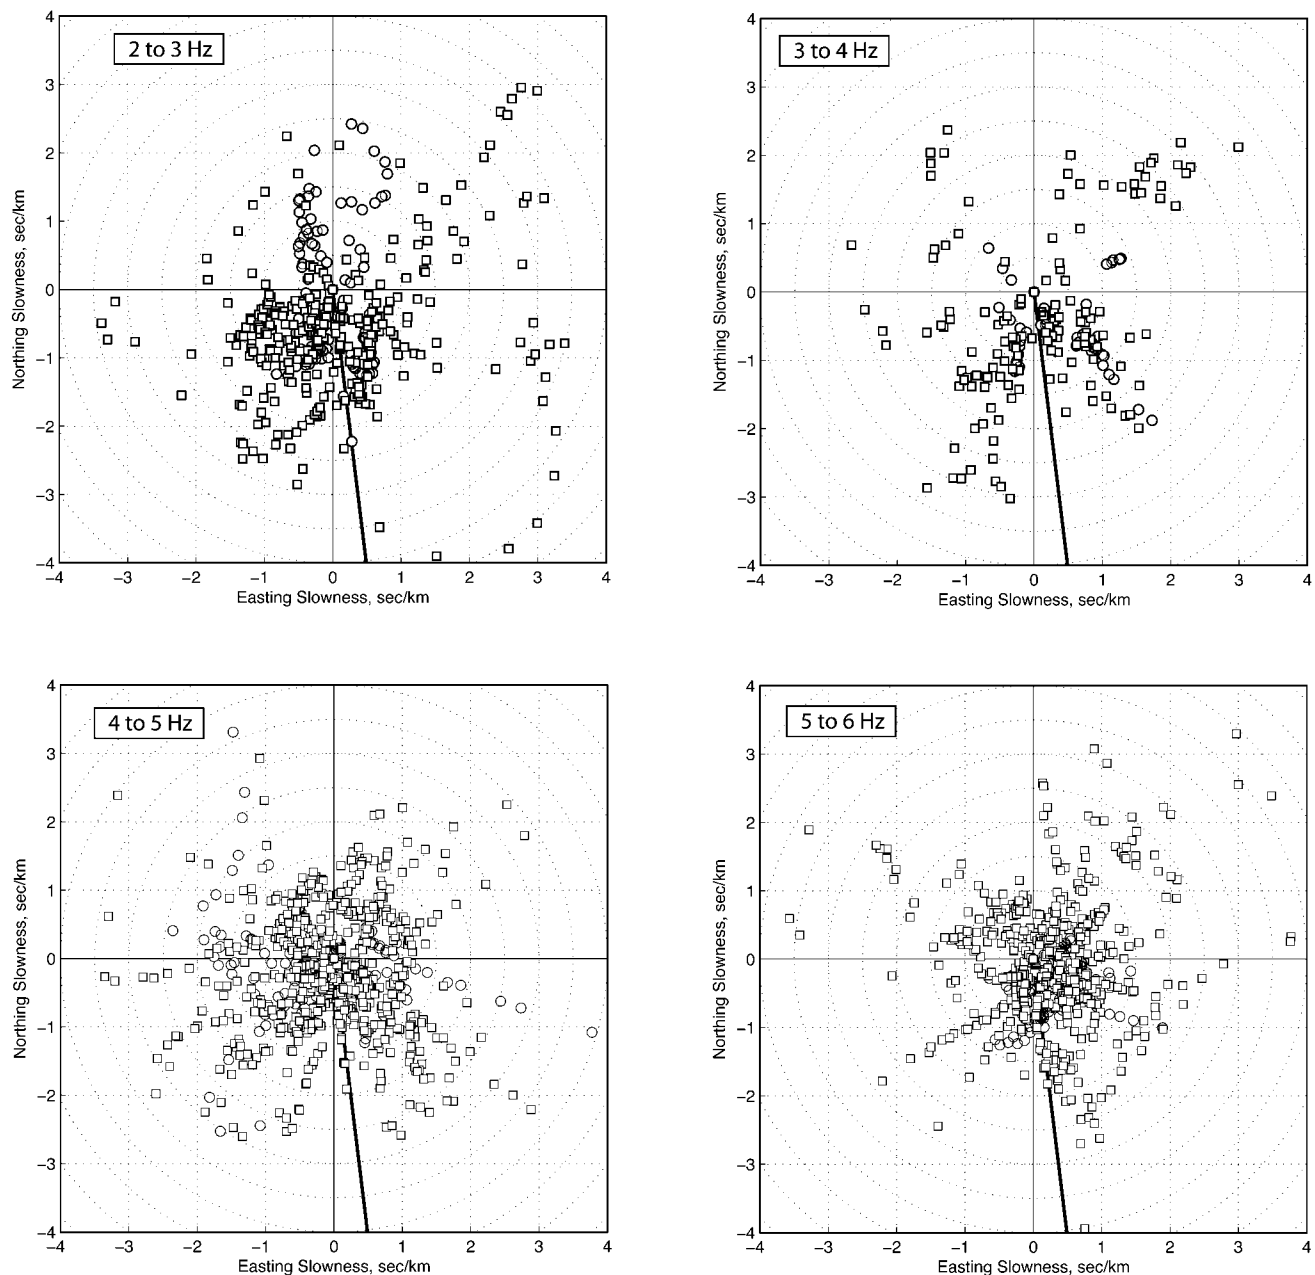 2 to 3 Hz
4
3
2
1
0
−1
−2
−3
−4
−4 −3 −2 −1 0 1 2 3 4
Northing Slowness, sec/km
Easting Slowness, sec/km
3 to 4 Hz
4
3
2
1
0
−1
−2
−3
−4
−4 −3 −2 −1 0 1 2 3 4
Northing Slowness, sec/km
Easting Slowness, sec/km
4 to 5 Hz
4
3
2
1
0
−1
−2
−3
−4
−4 −3 −2 −1 0 1 2 3 4
Northing Slowness, sec/km
Easting Slowness, sec/km
5 to 6 Hz
4
3
2
1
0
−1
−2
−3
−4
−4 −3 −2 −1 0 1 2 3 4
Northing Slowness, sec/km
Easting Slowness, sec/km